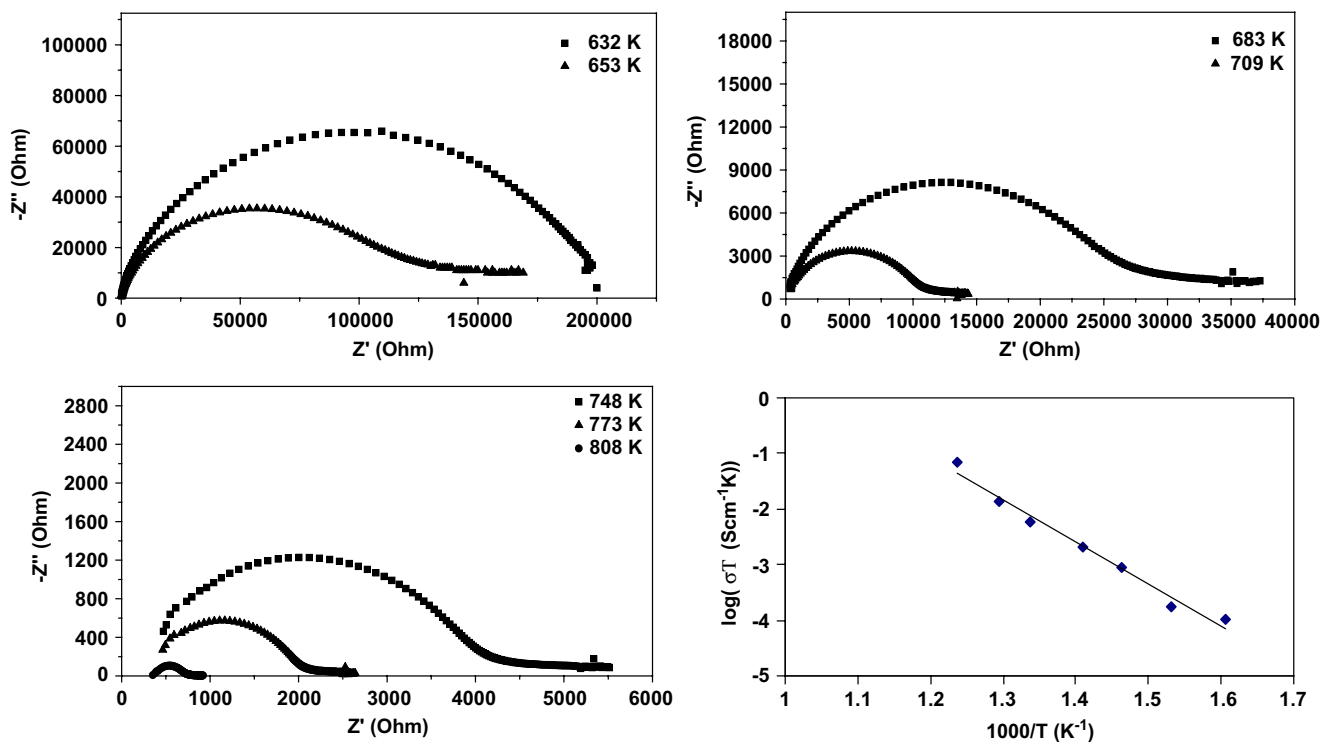 100000
80000
60000
40000
20000
0
-Z'' (Ohm)
632 K
653 K
0 50000 100000 150000 200000
Z' (Ohm)
18000
15000
12000
9000
6000
3000
0
-Z'' (Ohm)
683 K
709 K
0 5000 10000 15000 20000 25000 30000 35000 40000
Z' (Ohm)
2800
2400
2000
1600
1200
800
400
0
-Z'' (Ohm)
748 K
773 K
808 K
0 1000 2000 3000 4000 5000 6000
Z' (Ohm)
0
-1
-2
-3
-4
-5
log( σT (Scm⁻¹K))
1 1.1 1.2 1.3 1.4 1.5 1.6 1.7
1000/T (K⁻¹)